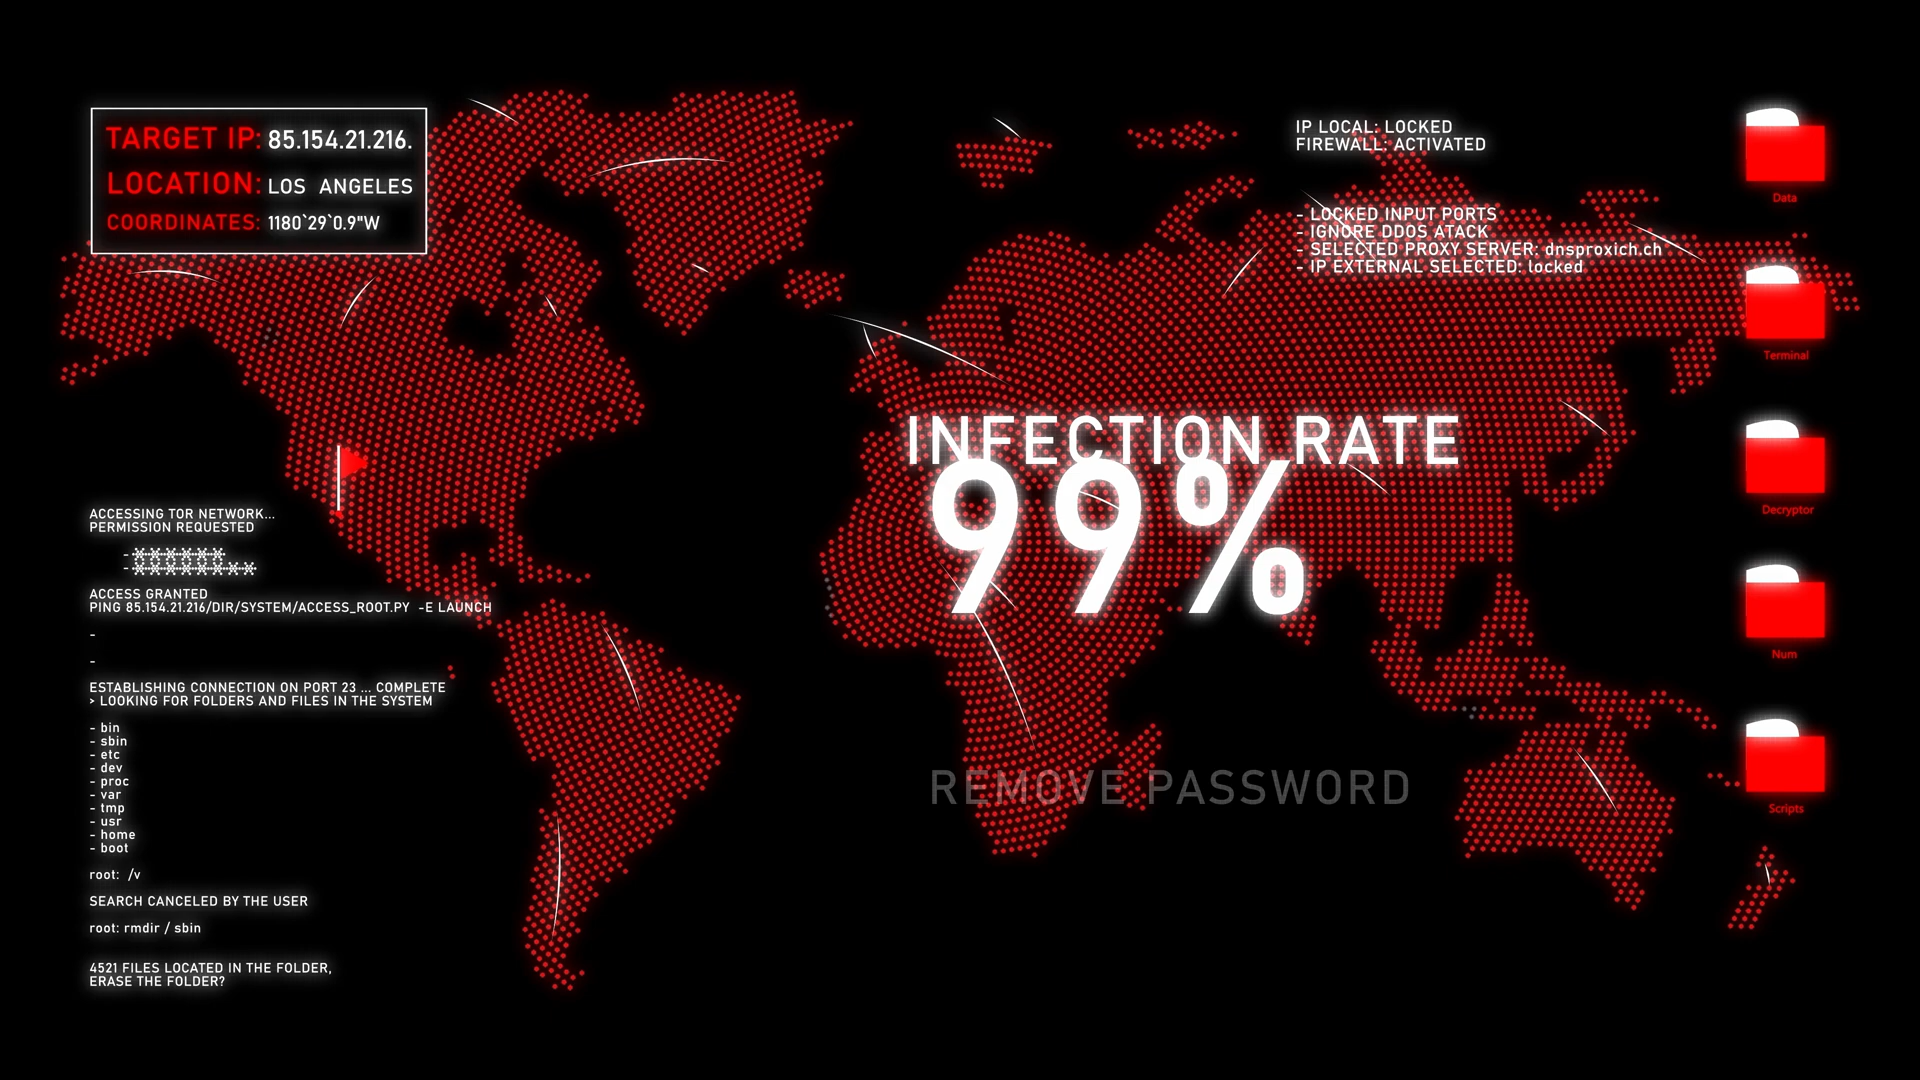 TARGET IP: 85.154.21.216.
LOCATION: LOS ANGELES
COORDINATES: 1180`29`0.9"W
IP LOCAL: LOCKED
FIREWALL: ACTIVATED
- LOCKED INPUT PORTS
- IGNORE DDOS ATACK
- SELECTED PROXY SERVER: dnsproxich.ch
- IP EXTERNAL SELECTED: locked
Data
Terminal
Decryptor
Num
Scripts
INFECTION RATE
99%
REMOVE PASSWORD
ACCESSING TOR NETWORK...
PERMISSION REQUESTED
- ******
- ********
ACCESS GRANTED
PING 85.154.21.216/DIR/SYSTEM/ACCESS_ROOT.PY -E LAUNCH
-
-
ESTABLISHING CONNECTION ON PORT 23 ... COMPLETE
> LOOKING FOR FOLDERS AND FILES IN THE SYSTEM
- bin
- sbin
- etc
- dev
- proc
- var
- tmp
- usr
- home
- boot
root: /v
SEARCH CANCELED BY THE USER
root: rmdir / sbin
4521 FILES LOCATED IN THE FOLDER,
ERASE THE FOLDER?